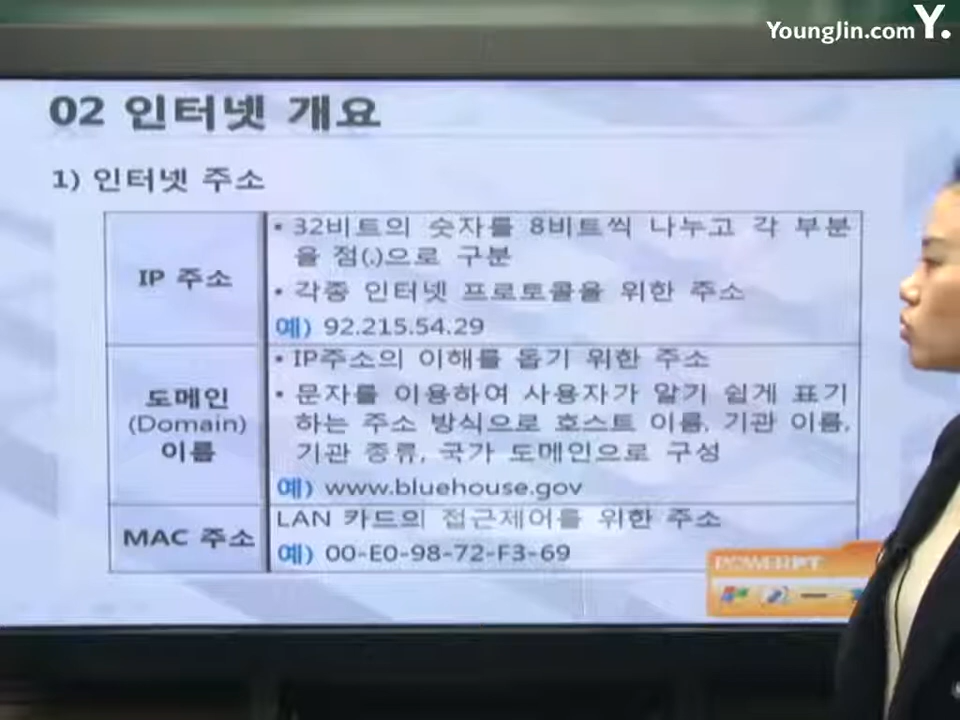 YoungJin.com Y.
02 인터넷 개요
1) 인터넷 주소
IP 주소
• 32비트의 숫자를 8비트씩 나누고 각 부분
을 점(.)으로 구분
• 각종 인터넷 프로토콜을 위한 주소
예) 92.215.54.29
도메인
(Domain)
이름
• IP주소의 이해를 돕기 위한 주소
• 문자를 이용하여 사용자가 알기 쉽게 표기
하는 주소 방식으로 호스트 이름, 기관 이름,
기관 종류, 국가 도메인으로 구성
예) www.bluehouse.gov
MAC 주소
LAN 카드의 접근제어를 위한 주소
예) 00-E0-98-72-F3-69